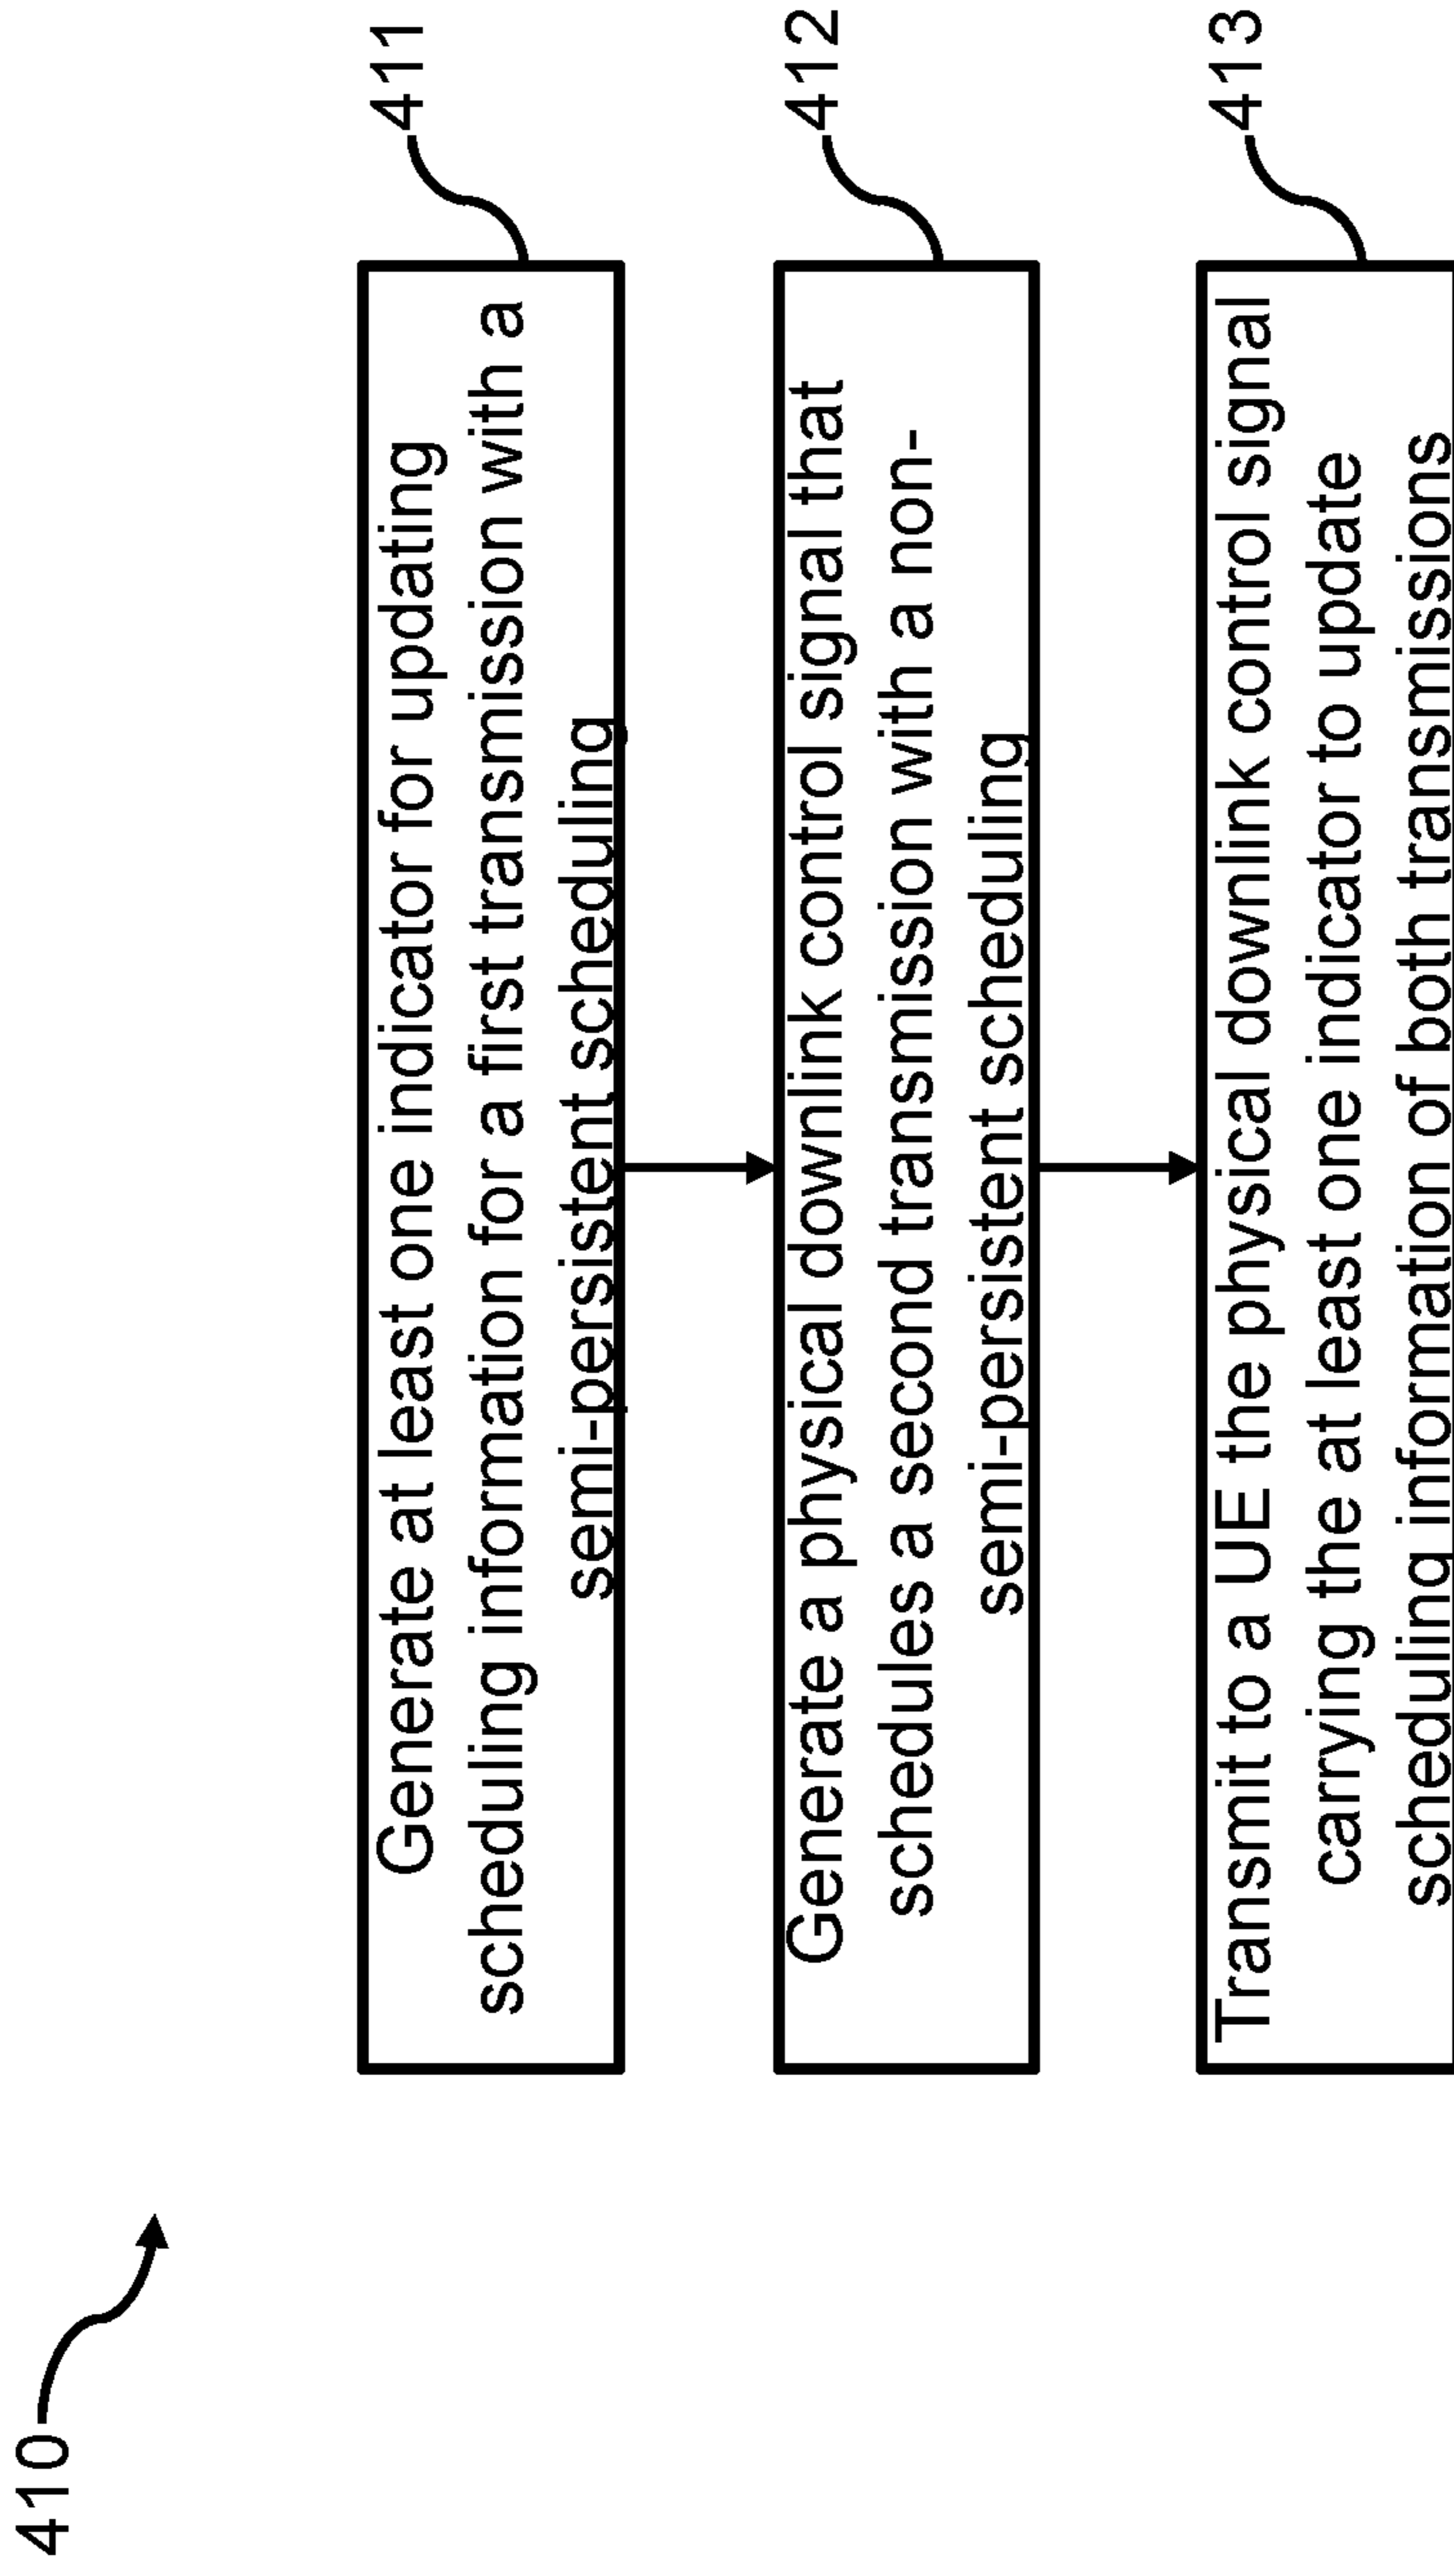 410
Generate at least one indicator for updating
scheduling information for a first transmission with a
semi-persistent scheduling
411
Generate a physical downlink control signal that
schedules a second transmission with a non-
semi-persistent scheduling
412
Transmit to a UE the physical downlink control signal
carrying the at least one indicator to update
scheduling information of both transmissions
413